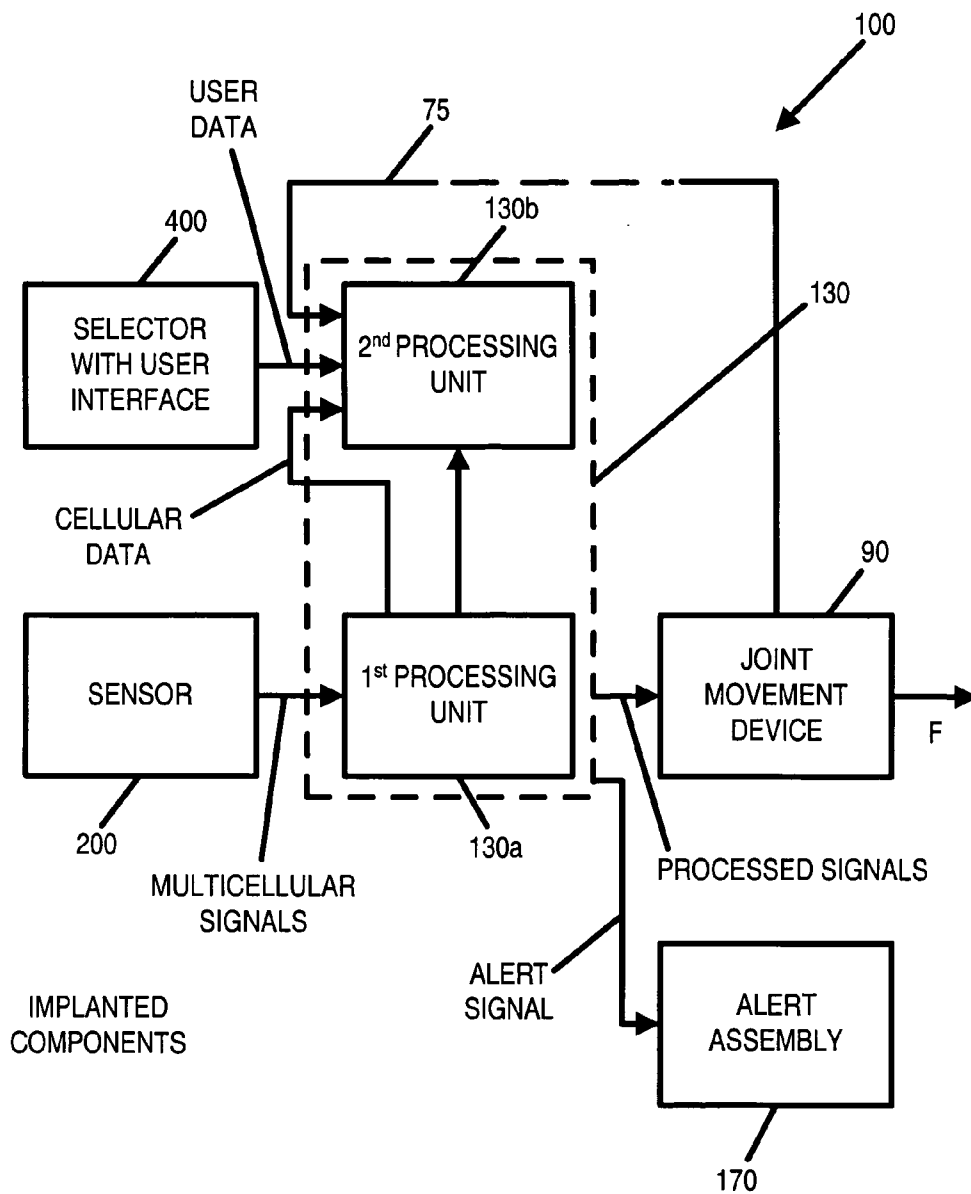 100
USER
DATA
75
400
130b
130
SELECTOR
WITH USER
INTERFACE
2nd PROCESSING
UNIT
CELLULAR
DATA
90
SENSOR
1st PROCESSING
UNIT
JOINT
MOVEMENT
DEVICE
F
200
130a
MULTICELLULAR
SIGNALS
PROCESSED SIGNALS
ALERT
SIGNAL
IMPLANTED
COMPONENTS
ALERT
ASSEMBLY
170